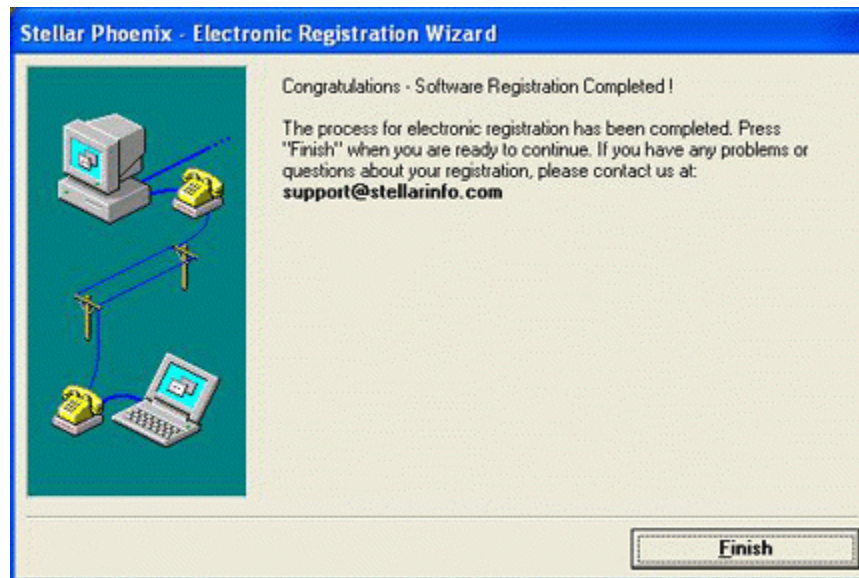 Stellar Phoenix - Electronic Registration Wizard
Congratulations - Software Registration Completed !
The process for electronic registration has been completed. Press
"Finish" when you are ready to continue. If you have any problems or
questions about your registration, please contact us at:
support@stellarinfo.com
Finish